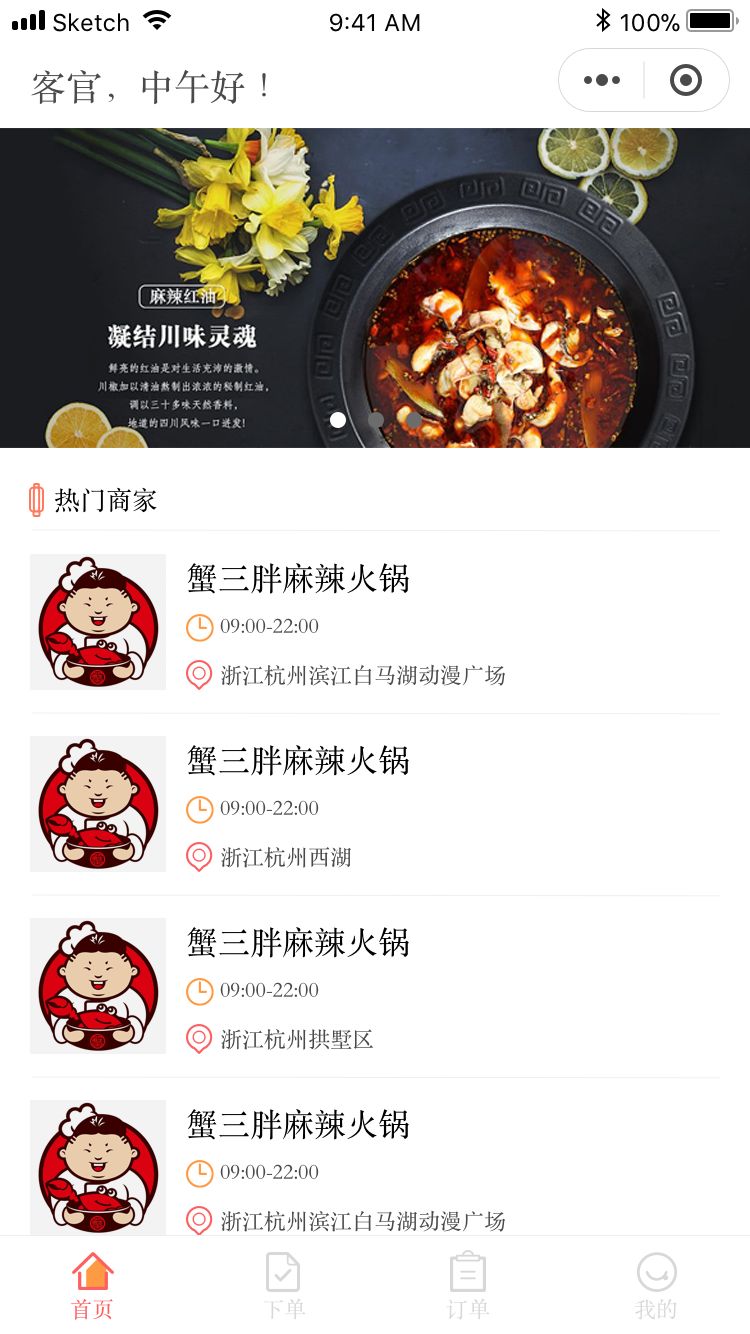 Sketch 9:41 AM 100%
客官，中午好！
麻辣红油
凝结川味灵魂
鲜亮的红油是对生活充沛的激情。
川椒加以清油熬制出浓浓的秘制红油，
调以三十多味天然香料，
地道的四川风味一口迸发!
热门商家
蟹三胖麻辣火锅
09:00-22:00
浙江杭州滨江白马湖动漫广场
蟹三胖麻辣火锅
09:00-22:00
浙江杭州西湖
蟹三胖麻辣火锅
09:00-22:00
浙江杭州拱墅区
蟹三胖麻辣火锅
09:00-22:00
浙江杭州滨江白马湖动漫广场
首页 下单 订单 我的